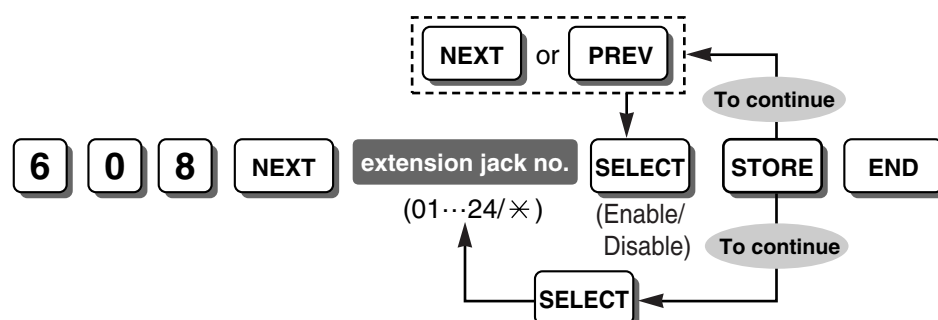 NEXT or PREV
To continue
6 0 8 NEXT extension jack no. SELECT STORE END
(01···24/✳) (Enable/
Disable) To continue
SELECT